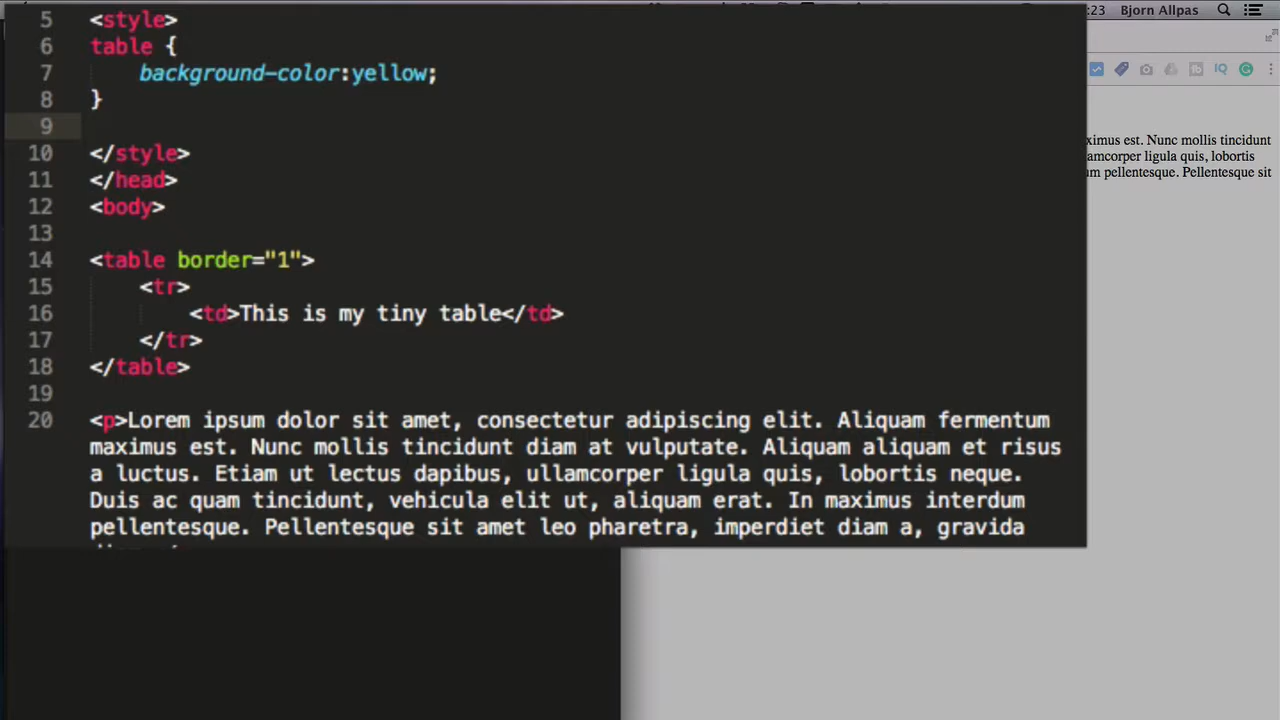 :23 Bjorn Allpas
5 <style>
6 table {
7 background-color:yellow;
8 }
9
10 </style>
11 </head>
12 <body>
13
14 <table border="1">
15 <tr>
16 <td>This is my tiny table</td>
17 </tr>
18 </table>
19
20 <p>Lorem ipsum dolor sit amet, consectetur adipiscing elit. Aliquam fermentum
maximus est. Nunc mollis tincidunt diam at vulputate. Aliquam aliquam et risus
a luctus. Etiam ut lectus dapibus, ullamcorper ligula quis, lobortis neque.
Duis ac quam tincidunt, vehicula elit ut, aliquam erat. In maximus interdum
pellentesque. Pellentesque sit amet leo pharetra, imperdiet diam a, gravida
IQ
ximus est. Nunc mollis tincidunt
amcorper ligula quis, lobortis
m pellentesque. Pellentesque sit